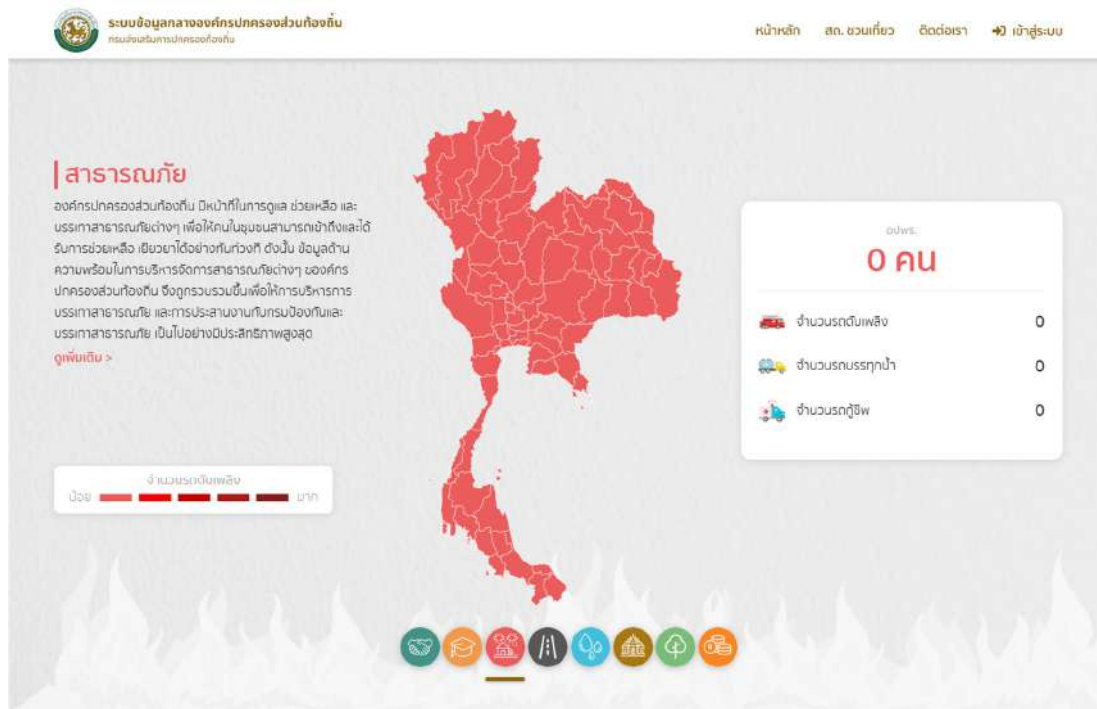 ระบบข้อมูลกลางองค์กรปกครองส่วนท้องถิ่น
กรมส่งเสริมการปกครองท้องถิ่น
หน้าหลัก สถ. ชวนเที่ยว ติดต่อเรา เข้าสู่ระบบ
สาธารณภัย
องค์กรปกครองส่วนท้องถิ่น มีหน้าที่ในการดูแล ช่วยเหลือ และ
บรรเทาสาธารณภัยต่างๆ เพื่อให้คนในชุมชนสามารถเข้าถึงและได้
รับการช่วยเหลือ เยียวยาได้อย่างทันท่วงที ดังนั้น ข้อมูลด้าน
ความพร้อมในการบริหารจัดการสาธารณภัยต่างๆ ขององค์กร
ปกครองส่วนท้องถิ่น จึงถูกรวบรวมขึ้นเพื่อให้การบริหารการ
บรรเทาสาธารณภัย และการประสานงานกับกรมป้องกันและ
บรรเทาสาธารณภัย เป็นไปอย่างมีประสิทธิภาพสูงสุด
ดูเพิ่มเติม >
จำนวนรถดับเพลิง
น้อย มาก
อปพร.
0 คน
จำนวนรถดับเพลิง 0
จำนวนรถบรรทุกน้ำ 0
จำนวนรถกู้ชีพ 0